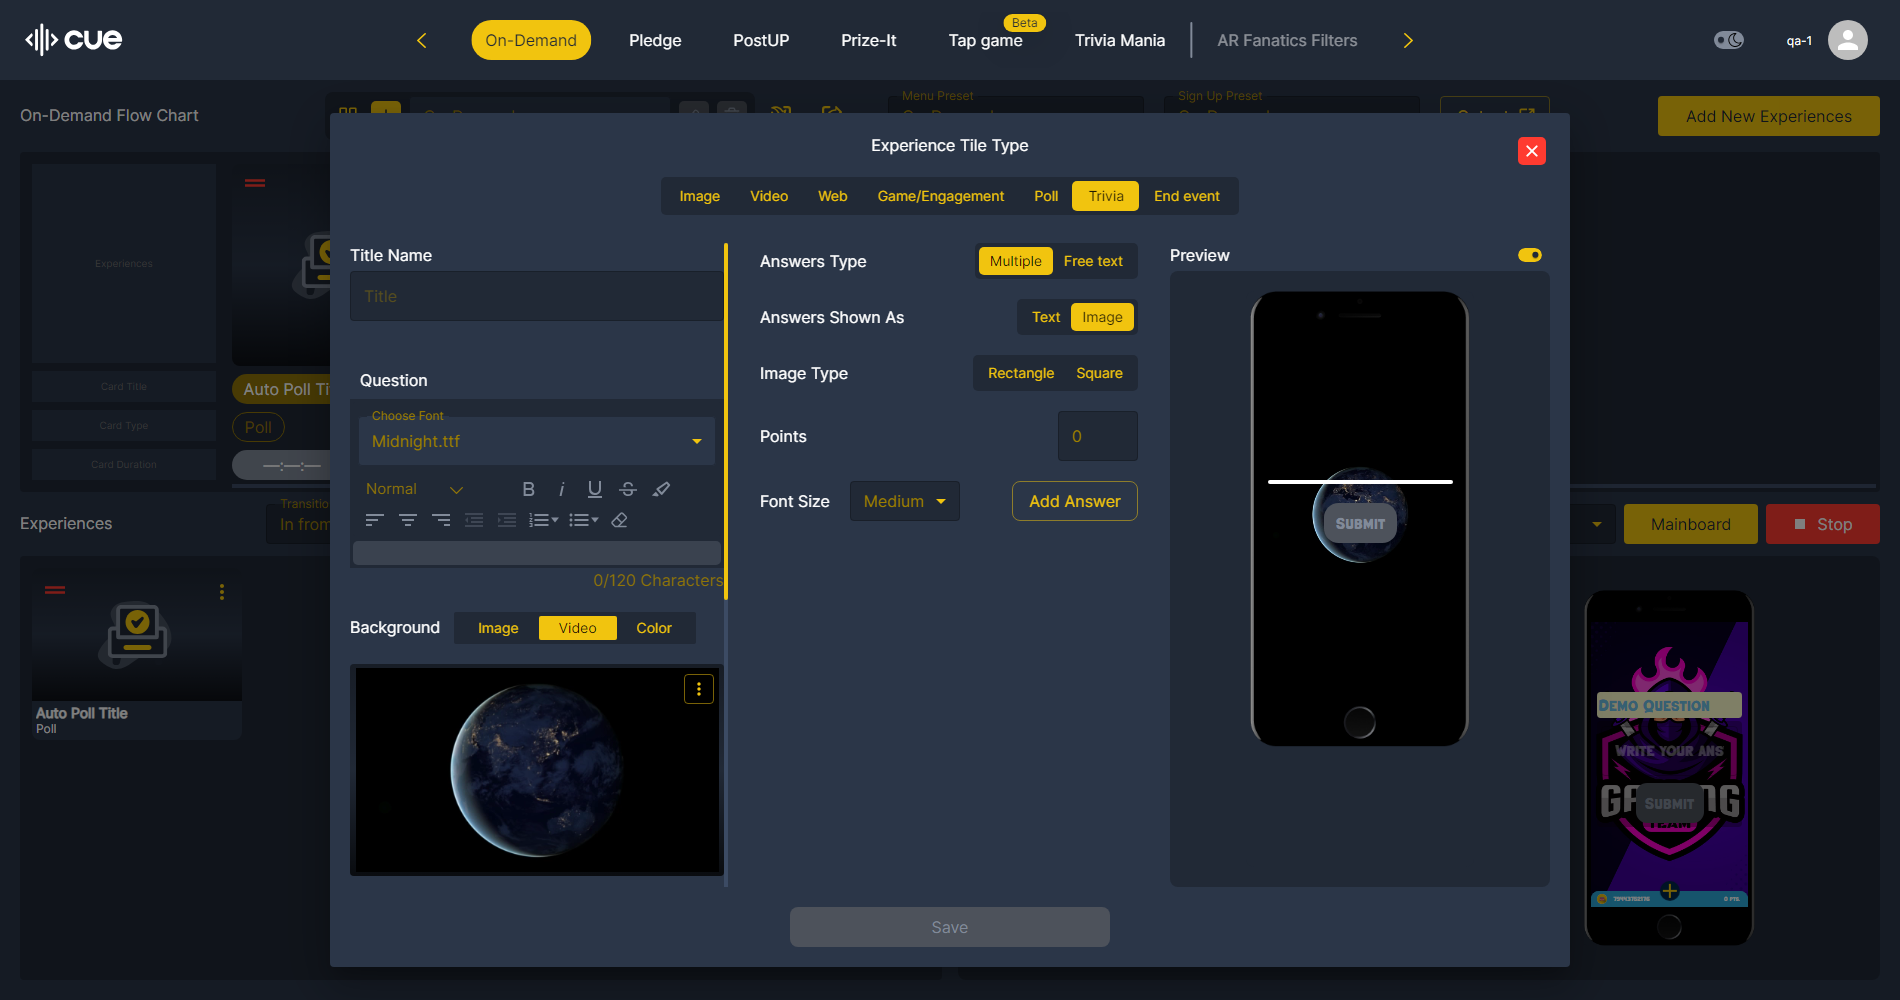 cue
On-Demand
Pledge
PostUP
Prize-It
Beta
Tap game
Trivia Mania
AR Fanatics Filters
qa-1
On-Demand Flow Chart
Menu Preset
Sign Up Preset
Add New Experiences
Experience Tile Type
Image
Video
Web
Game/Engagement
Poll
Trivia
End event
Experiences
Card Title
Card Type
Card Duration
Auto Poll Ti
Poll
—:—:—
Title Name
Title
Question
Choose Font
Midnight.ttf
Normal
0/120 Characters
Background
Image
Video
Color
Answers Type
Multiple
Free text
Answers Shown As
Text
Image
Image Type
Rectangle
Square
Points
0
Font Size
Medium
Add Answer
Preview
SUBMIT
Save
Experiences
Transitio
In from
Mainboard
Stop
Auto Poll Title
Poll
DEMO QUESTION
WRITE YOUR ANS
SUBMIT
TEAM
0 PTS